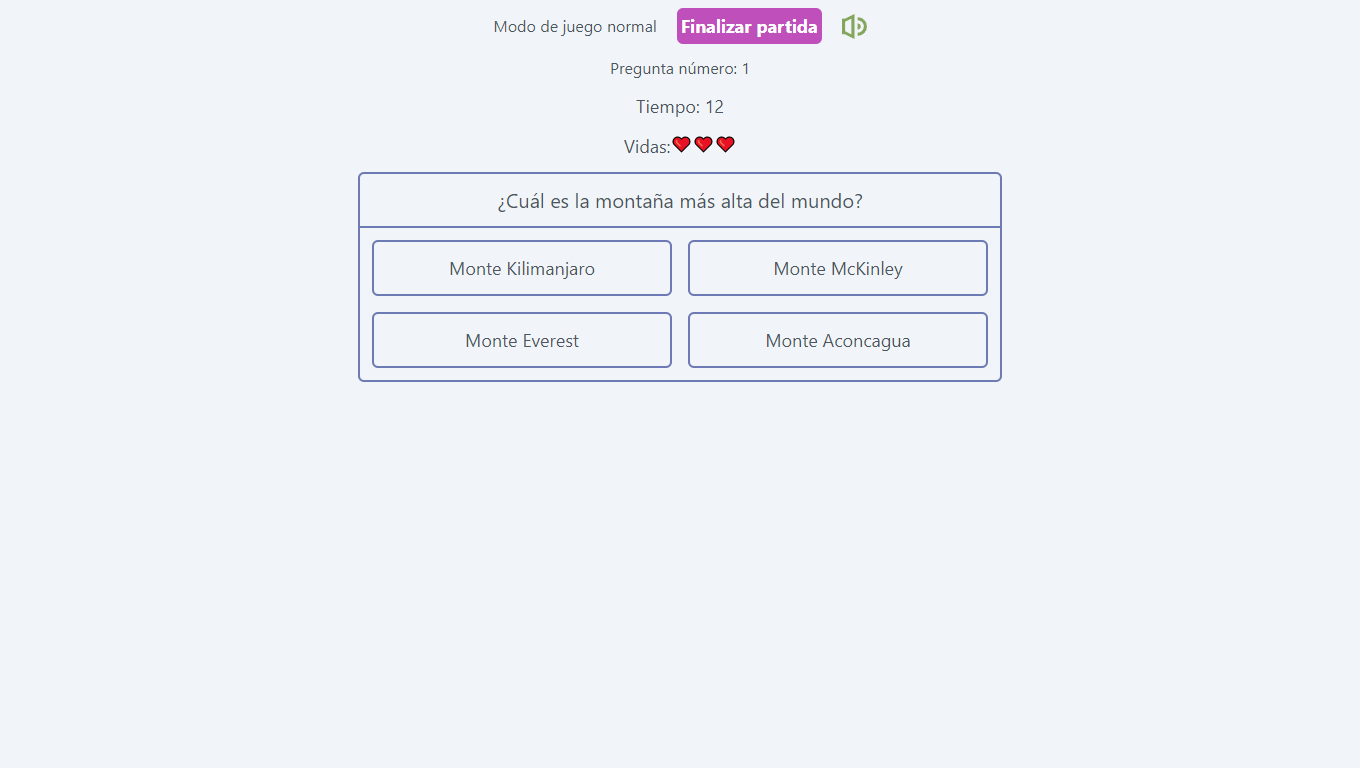 Modo de juego normal Finalizar partida
Pregunta número: 1
Tiempo: 12
Vidas:
¿Cuál es la montaña más alta del mundo?
Monte Kilimanjaro Monte McKinley
Monte Everest Monte Aconcagua